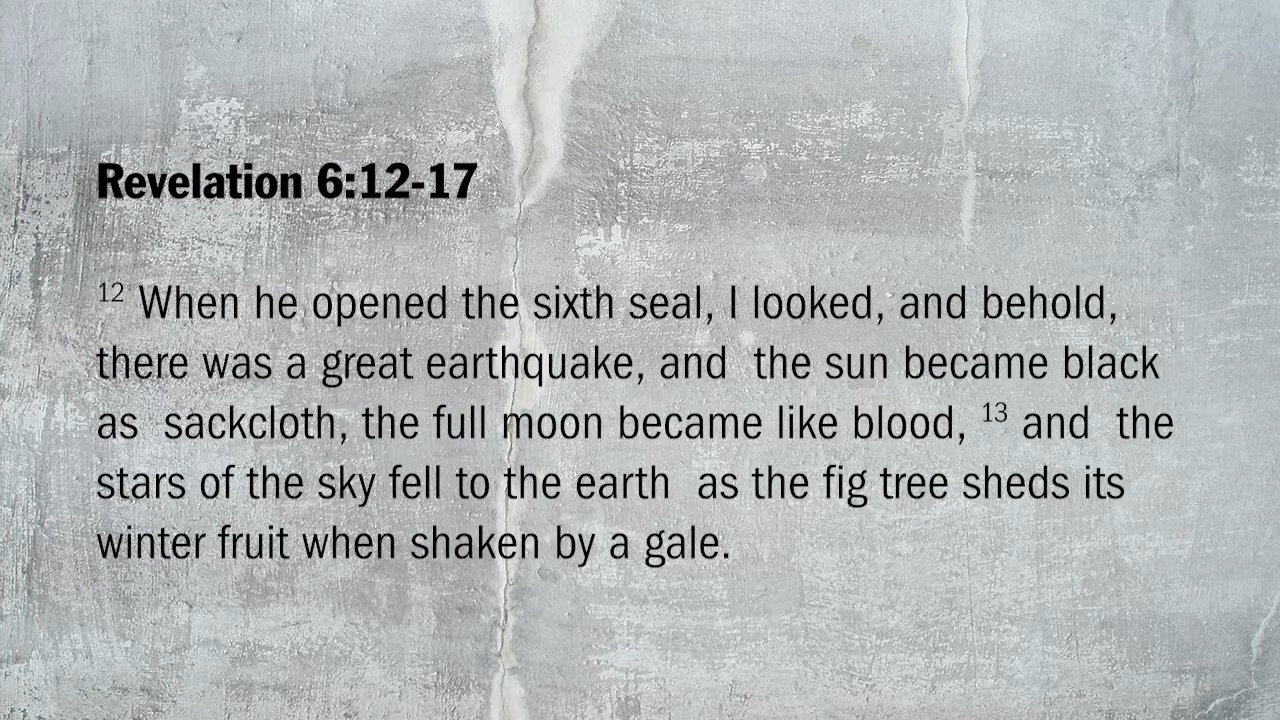 Revelation 6:12-17
12 When he opened the sixth seal, I looked, and behold,
there was a great earthquake, and  the sun became black
as  sackcloth, the full moon became like blood, 13 and  the
stars of the sky fell to the earth  as the fig tree sheds its
winter fruit when shaken by a gale.